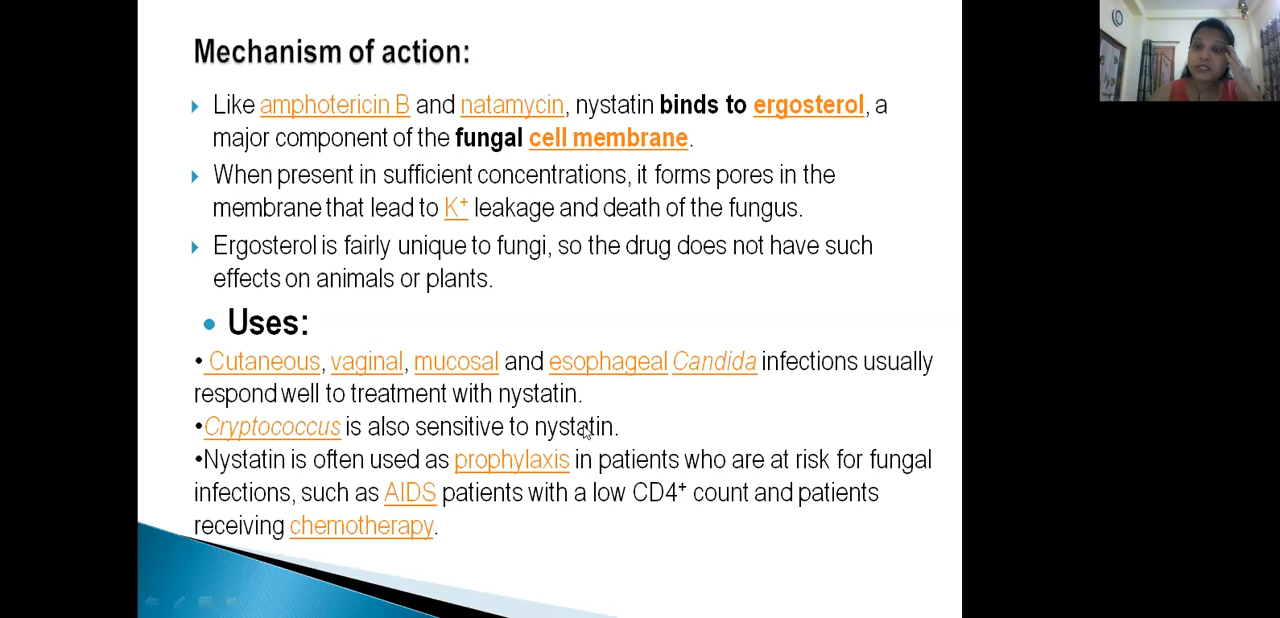 Mechanism of action:
Like amphotericin B and natamycin, nystatin binds to ergosterol, a
major component of the fungal cell membrane.
When present in sufficient concentrations, it forms pores in the
membrane that lead to K⁺ leakage and death of the fungus.
Ergosterol is fairly unique to fungi, so the drug does not have such
effects on animals or plants.
• Uses:
• Cutaneous, vaginal, mucosal and esophageal Candida infections usually
respond well to treatment with nystatin.
•Cryptococcus is also sensitive to nystatin.
•Nystatin is often used as prophylaxis in patients who are at risk for fungal
infections, such as AIDS patients with a low CD4⁺ count and patients
receiving chemotherapy.